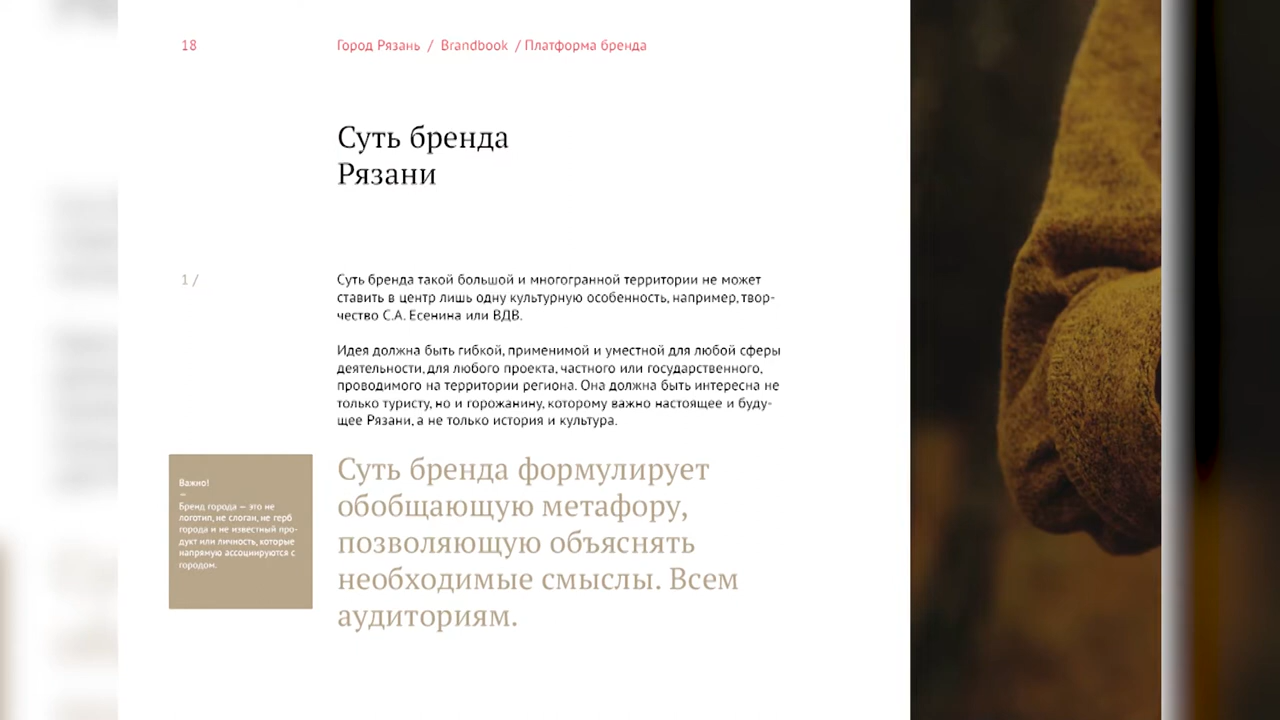 18
Город Рязань / Brandbook / Платформа бренда
Суть бренда
Рязани
1 /
Суть бренда такой большой и многогранной территории не может
ставить в центр лишь одну культурную особенность, например, твор-
чество С.А. Есенина или ВДВ.
Идея должна быть гибкой, применимой и уместной для любой сферы
деятельности, для любого проекта, частного или государственного,
проводимого на территории региона. Она должна быть интересна не
только туристу, но и горожанину, которому важно настоящее и буду-
щее Рязани, а не только история и культура.
Важно!
—
Бренд города – это не
логотип, не слоган, не герб
города и не известный про-
дукт или личность, которые
напрямую ассоциируются с
городом.
Суть бренда формулирует
обобщающую метафору,
позволяющую объяснять
необходимые смыслы. Всем
аудиториям.